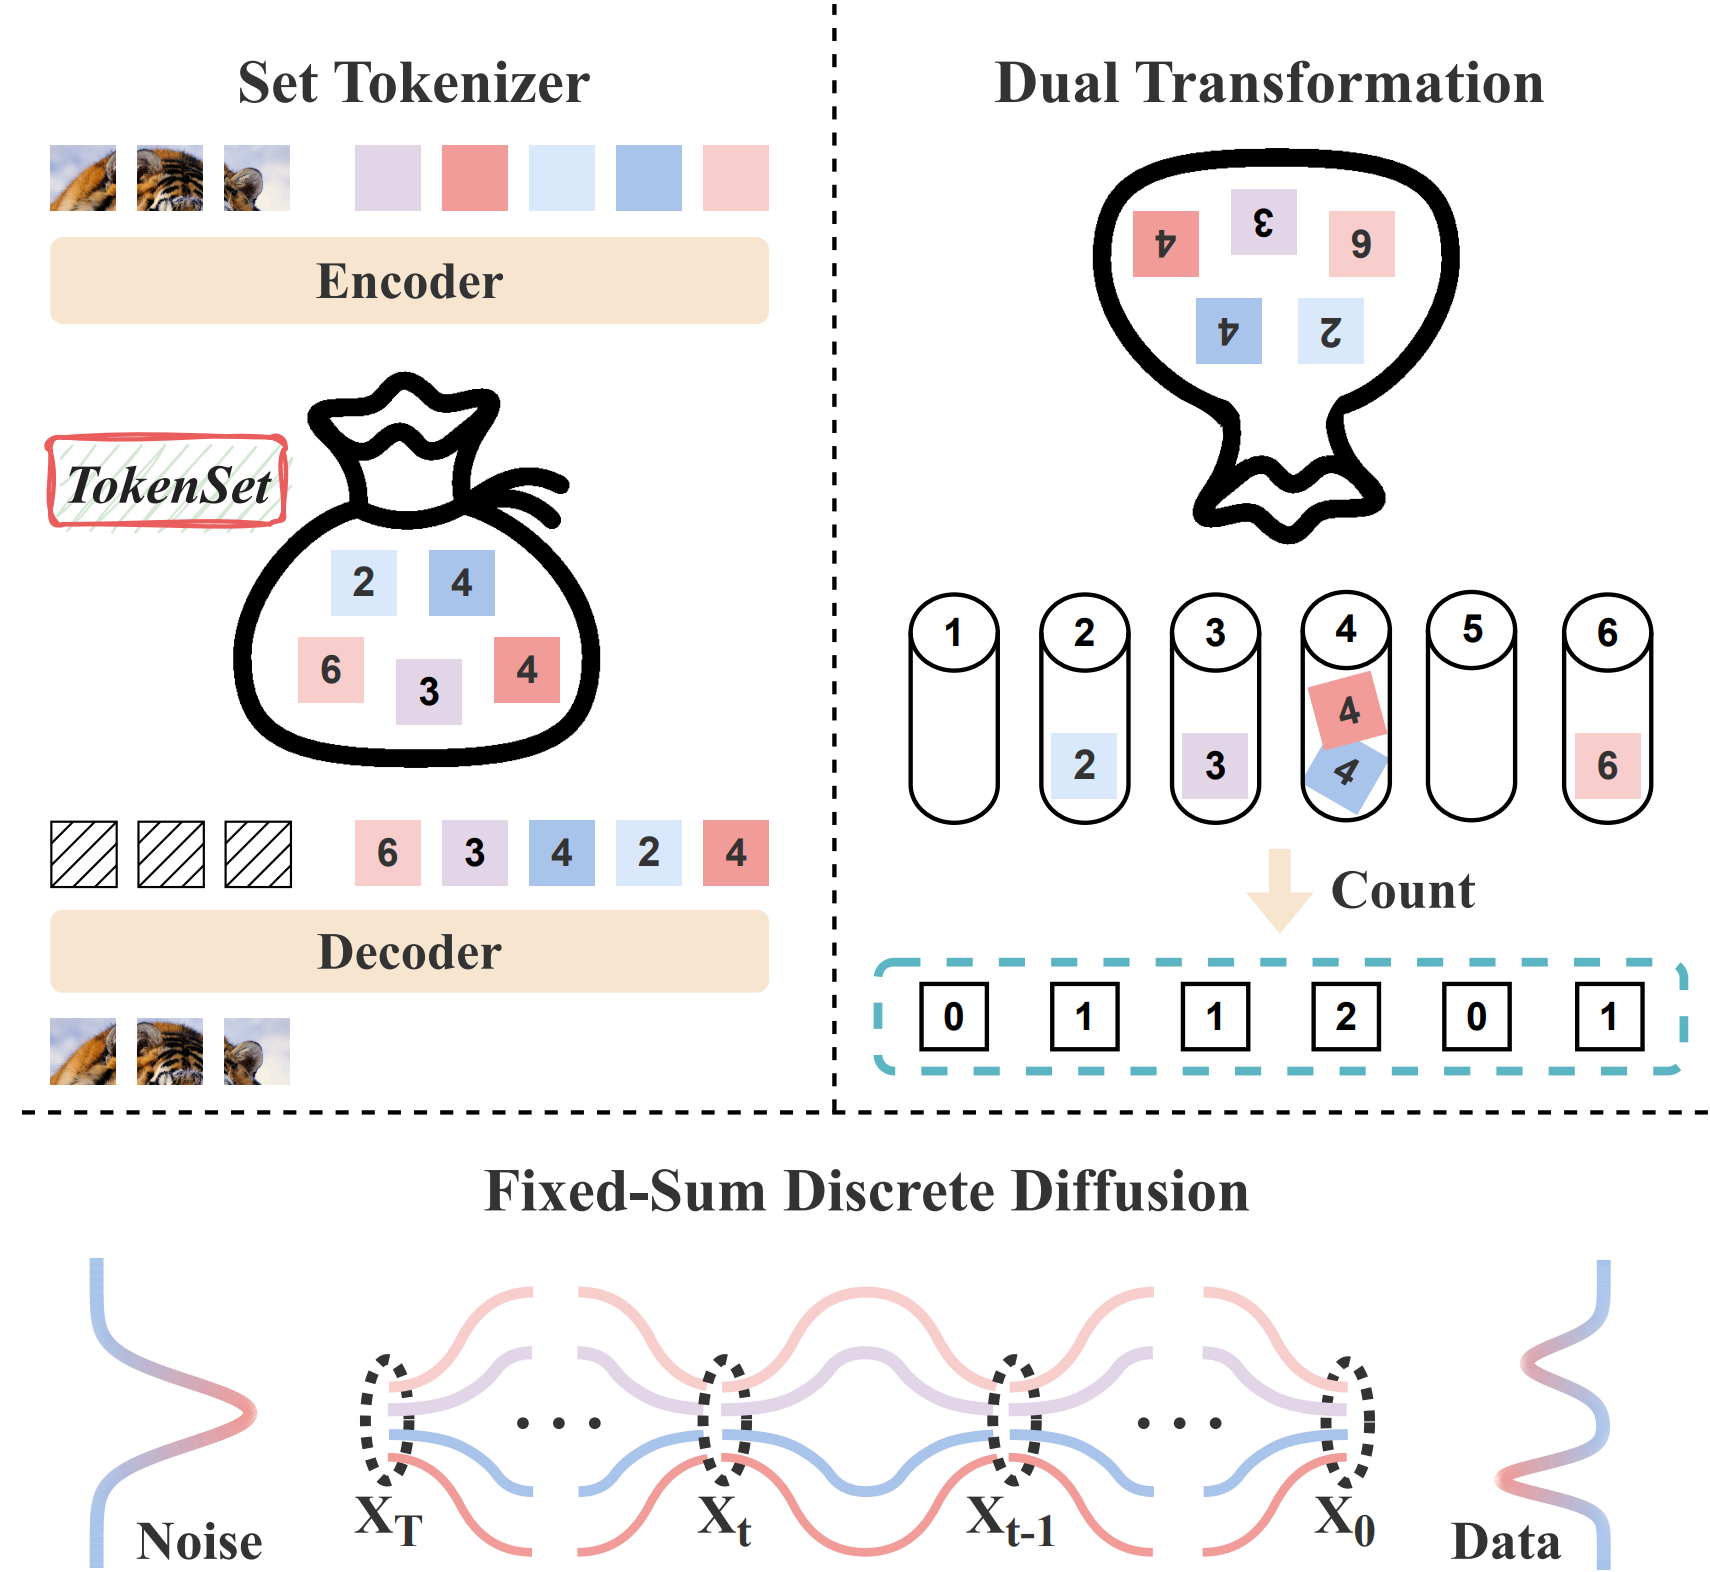 Set Tokenizer
Encoder
TokenSet
2 4
6 3 4
6 3 4 2 4
Decoder
Dual Transformation
4 3 6
4 2
1 2 3 4 5 6
4
2 3 4 6
Count
0 1 1 2 0 1
Fixed-Sum Discrete Diffusion
Noise
X_T
X_t
X_t-1
X_0
Data